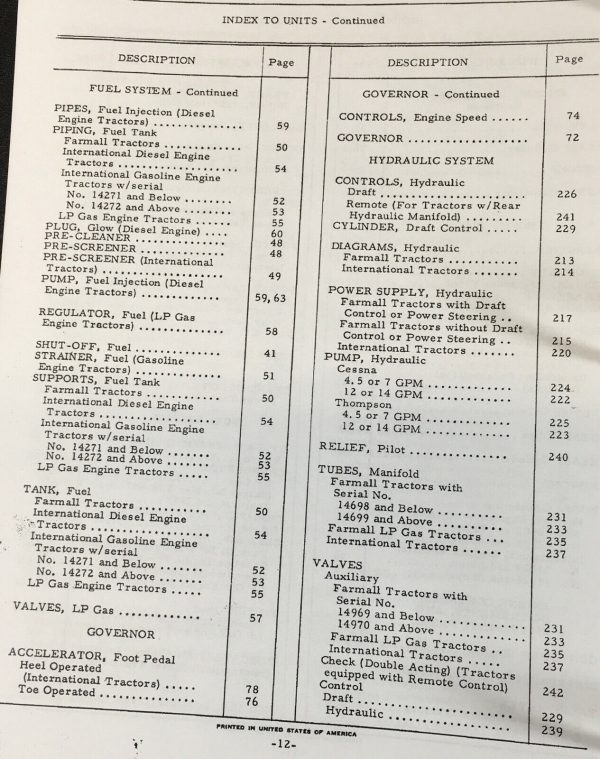 INDEX TO UNITS - Continued
DESCRIPTION
Page
FUEL SYSTEM - Continued
PIPES, Fuel Injection (Diesel
Engine Tractors) ............... 59
PIPING, Fuel Tank
Farmall Tractors ............ 50
International Diesel Engine
Tractors .................... 54
International Gasoline Engine
Tractors w/serial
No. 14271 and Below ........ 52
No. 14272 and Above ........ 53
LP Gas Engine Tractors ...... 55
PLUG, Glow (Diesel Engine) .... 60
PRE-CLEANER ............... 48
PRE-SCREENER .............. 48
PRE-SCREENER (International
Tractors) .................... 49
PUMP, Fuel Injection (Diesel
Engine Tractors) ............. 59, 63
REGULATOR, Fuel (LP Gas
Engine Tractors) ............. 58
SHUT-OFF, Fuel .............. 41
STRAINER, Fuel (Gasoline
Engine Tractors) ............. 51
SUPPORTS, Fuel Tank
Farmall Tractors ............ 50
International Diesel Engine
Tractors .................... 54
International Gasoline Engine
Tractors w/serial
No. 14271 and Below ....... 52
No. 14272 and Above ....... 53
LP Gas Engine Tractors ..... 55
TANK, Fuel
Farmall Tractors ............ 50
International Diesel Engine
Tractors .................... 54
International Gasoline Engine
Tractors w/serial
No. 14271 and Below ....... 52
No. 14272 and Above ....... 53
LP Gas Engine Tractors ...... 55
VALVES, LP Gas ............. 57
GOVERNOR
ACCELERATOR, Foot Pedal
Heel Operated
(International Tractors) ..... 78
Toe Operated ............... 76
DESCRIPTION
Page
GOVERNOR - Continued
CONTROLS, Engine Speed ...... 74
GOVERNOR ................... 72
HYDRAULIC SYSTEM
CONTROLS, Hydraulic
Draft ....................... 226
Remote (For Tractors w/Rear
Hydraulic Manifold) ......... 241
CYLINDER, Draft Control ..... 229
DIAGRAMS, Hydraulic
Farmall Tractors ............ 213
International Tractors ....... 214
POWER SUPPLY, Hydraulic
Farmall Tractors with Draft
Control or Power Steering .. 217
Farmall Tractors without Draft
Control or Power Steering .. 215
International Tractors ....... 220
PUMP, Hydraulic
Cessna
4, 5 or 7 GPM ............. 224
12 or 14 GPM ............. 222
Thompson
4, 5 or 7 GPM ............. 225
12 or 14 GPM ............. 223
RELIEF, Pilot ................ 240
TUBES, Manifold
Farmall Tractors with
Serial No.
14698 and Below .......... 231
14699 and Above .......... 233
Farmall LP Gas Tractors ... 235
International Tractors ...... 237
VALVES
Auxiliary
Farmall Tractors with
Serial No.
14969 and Below ........... 231
14970 and Above ........... 233
Farmall LP Gas Tractors .. 235
International Tractors ..... 237
Check (Double Acting) (Tractors
equipped with Remote Control) 242
Control
Draft ..................... 229
Hydraulic ................. 239
PRINTED IN UNITED STATES OF AMERICA
-12-